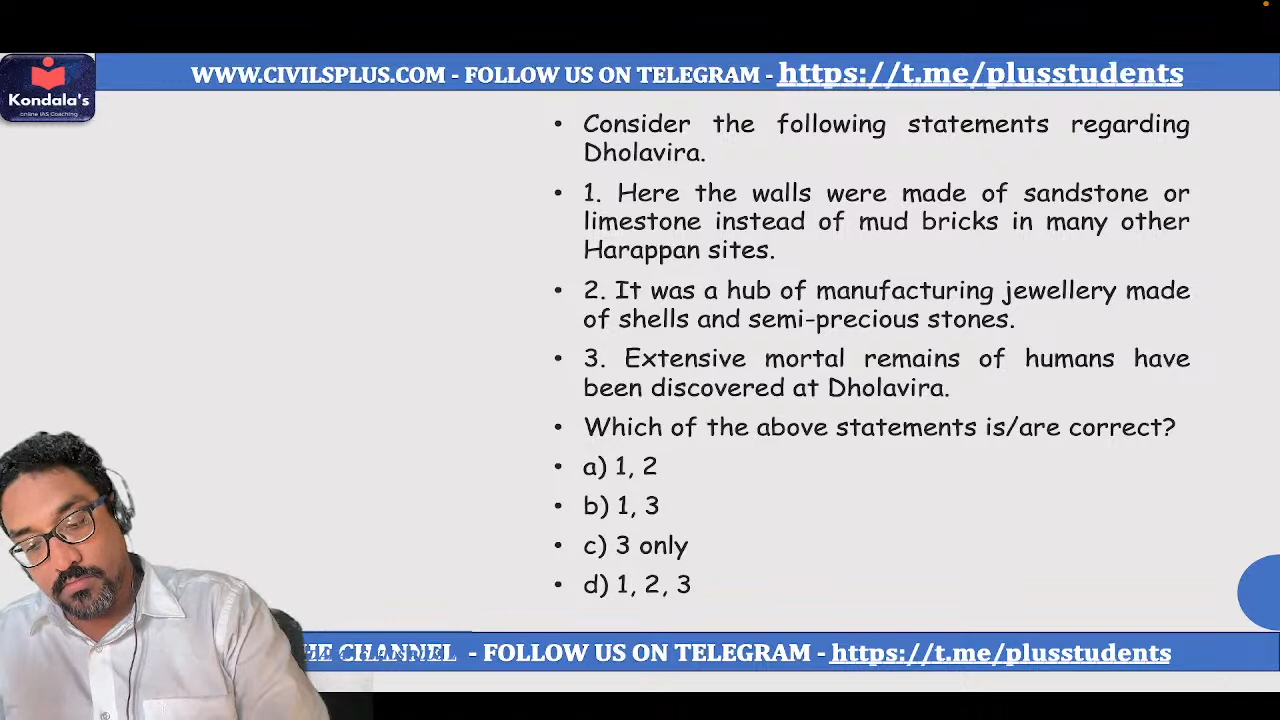 WWW.CIVILSPLUS.COM - FOLLOW US ON TELEGRAM - https://t.me/plusstudents
Kondala's
online IAS Coaching
• Consider the following statements regarding
Dholavira.
• 1. Here the walls were made of sandstone or
limestone instead of mud bricks in many other
Harappan sites.
• 2. It was a hub of manufacturing jewellery made
of shells and semi-precious stones.
• 3. Extensive mortal remains of humans have
been discovered at Dholavira.
• Which of the above statements is/are correct?
• a) 1, 2
• b) 1, 3
• c) 3 only
• d) 1, 2, 3
CHANNEL - FOLLOW US ON TELEGRAM - https://t.me/plusstudents